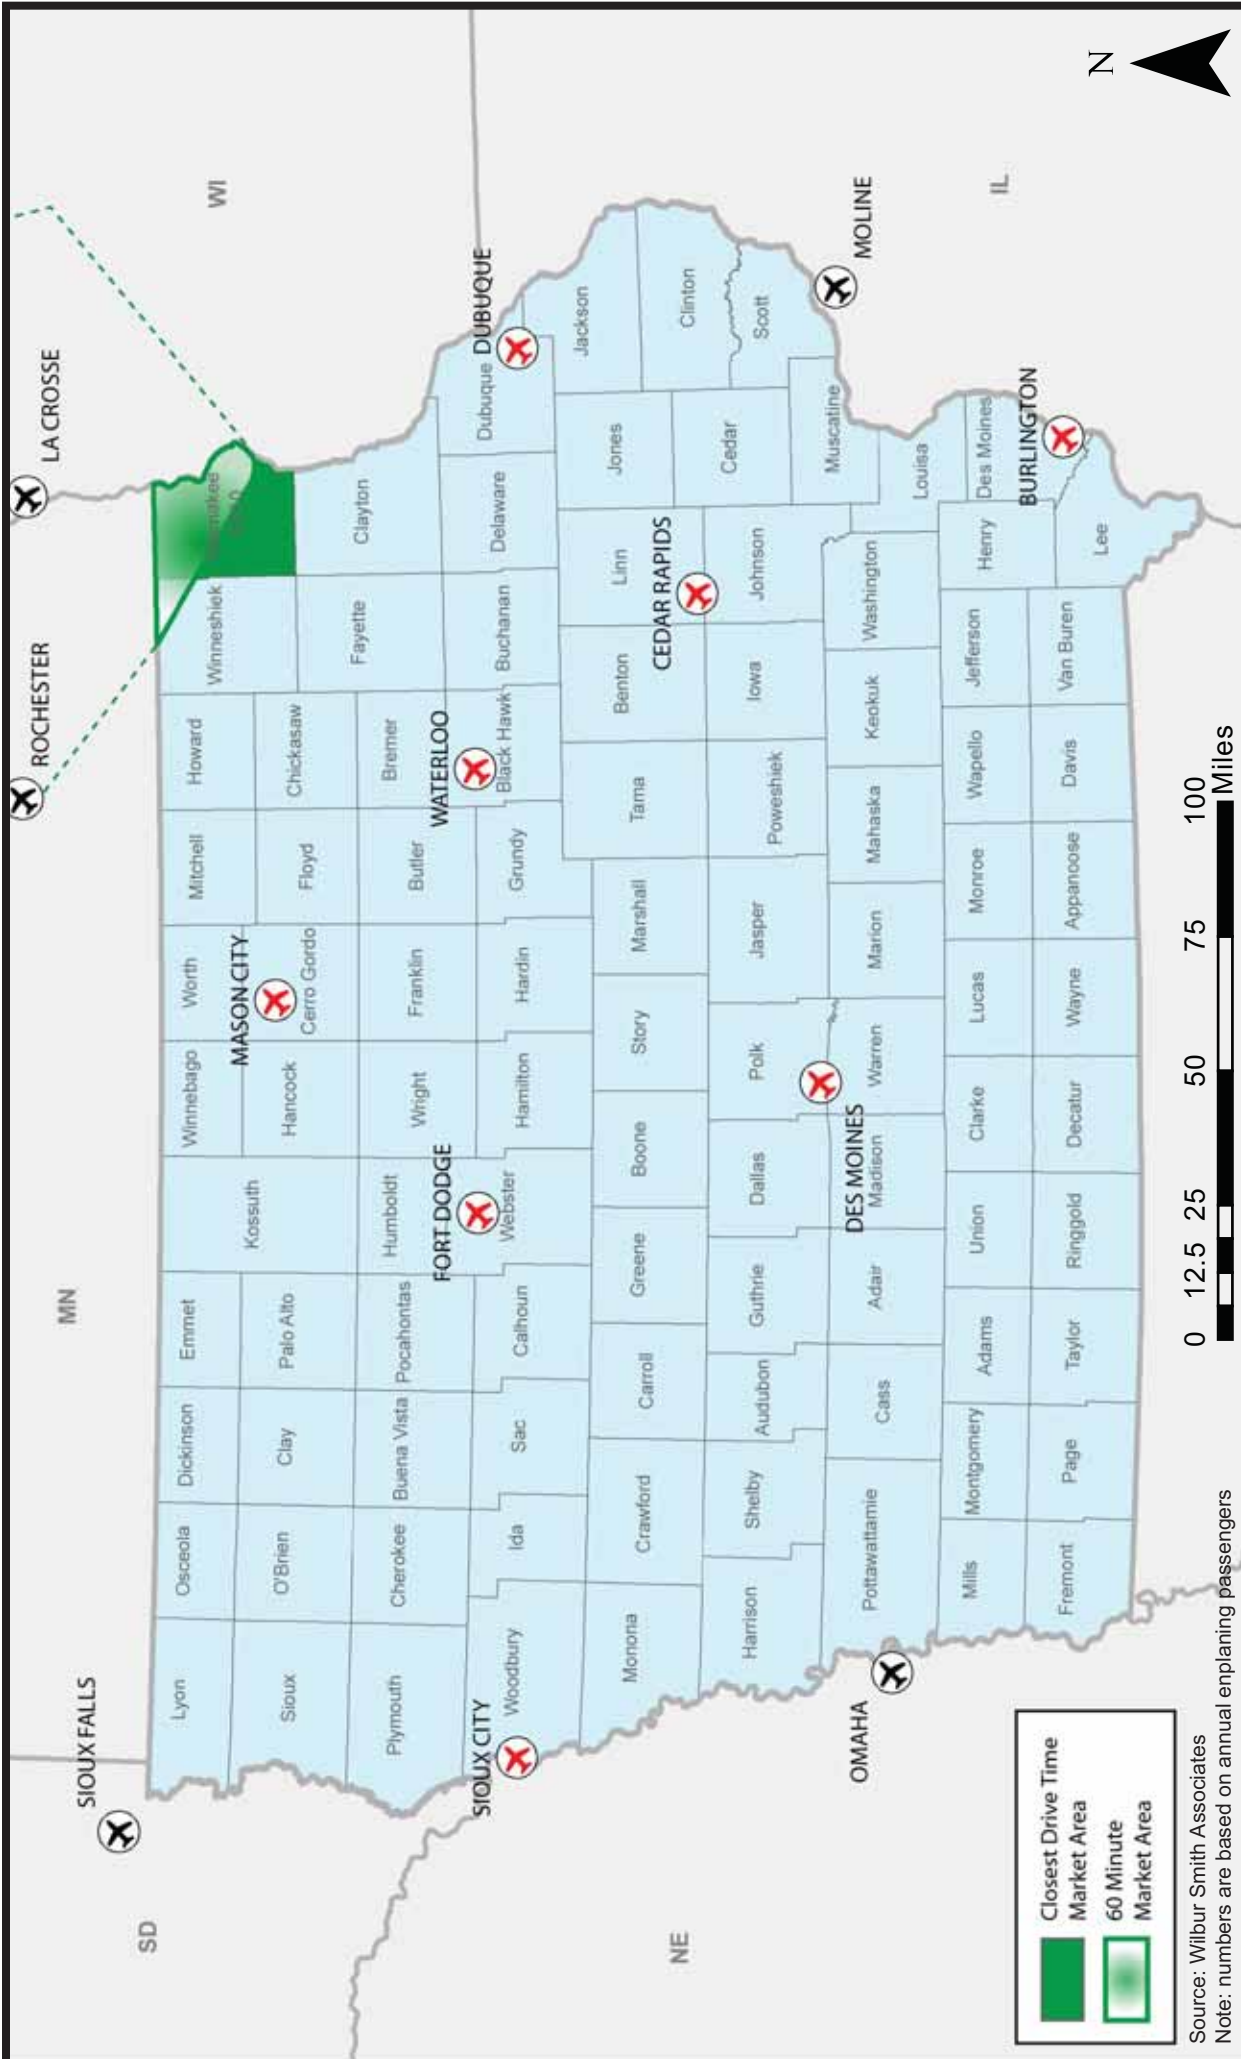 SIOUX FALLS
MN
ROCHESTER
LA CROSSE
N
SD
WI
Lyon
Osceola
Dickinson
Emmet
Kossuth
Winnebago
Worth
Mitchell
Howard
Winneshiek
MASON CITY
Sioux
O'Brien
Clay
Palo Alto
Hancock
Cerro Gordo
Floyd
Chickasaw
Fayette
Clayton
Plymouth
Cherokee
Buena Vista
Pocahontas
Humboldt
Wright
Franklin
Butler
Bremer
FORT DODGE
WATERLOO
DUBUQUE
SIOUX CITY
Woodbury
Ida
Sac
Calhoun
Webster
Hamilton
Hardin
Grundy
Black Hawk
Buchanan
Delaware
Dubuque
NE
Monona
Crawford
Carroll
Greene
Boone
Story
Marshall
Tama
Benton
Linn
Jones
Jackson
CEDAR RAPIDS
Harrison
Shelby
Audubon
Guthrie
Dallas
Polk
Jasper
Poweshiek
Iowa
Johnson
Cedar
Clinton
Scott
Muscatine
MOLINE
DES MOINES
OMAHA
Pottawattamie
Cass
Adair
Madison
Warren
Marion
Mahaska
Keokuk
Washington
Louisa
Mills
Montgomery
Adams
Union
Clarke
Lucas
Monroe
Wapello
Jefferson
Henry
Des Moines
IL
BURLINGTON
Fremont
Page
Taylor
Ringgold
Decatur
Wayne
Appanoose
Davis
Van Buren
Lee
Closest Drive Time
Market Area
60 Minute
Market Area
0 12.5 25 50 75 100
Miles
Source: Wilbur Smith Associates
Note: numbers are based on annual enplaning passengers